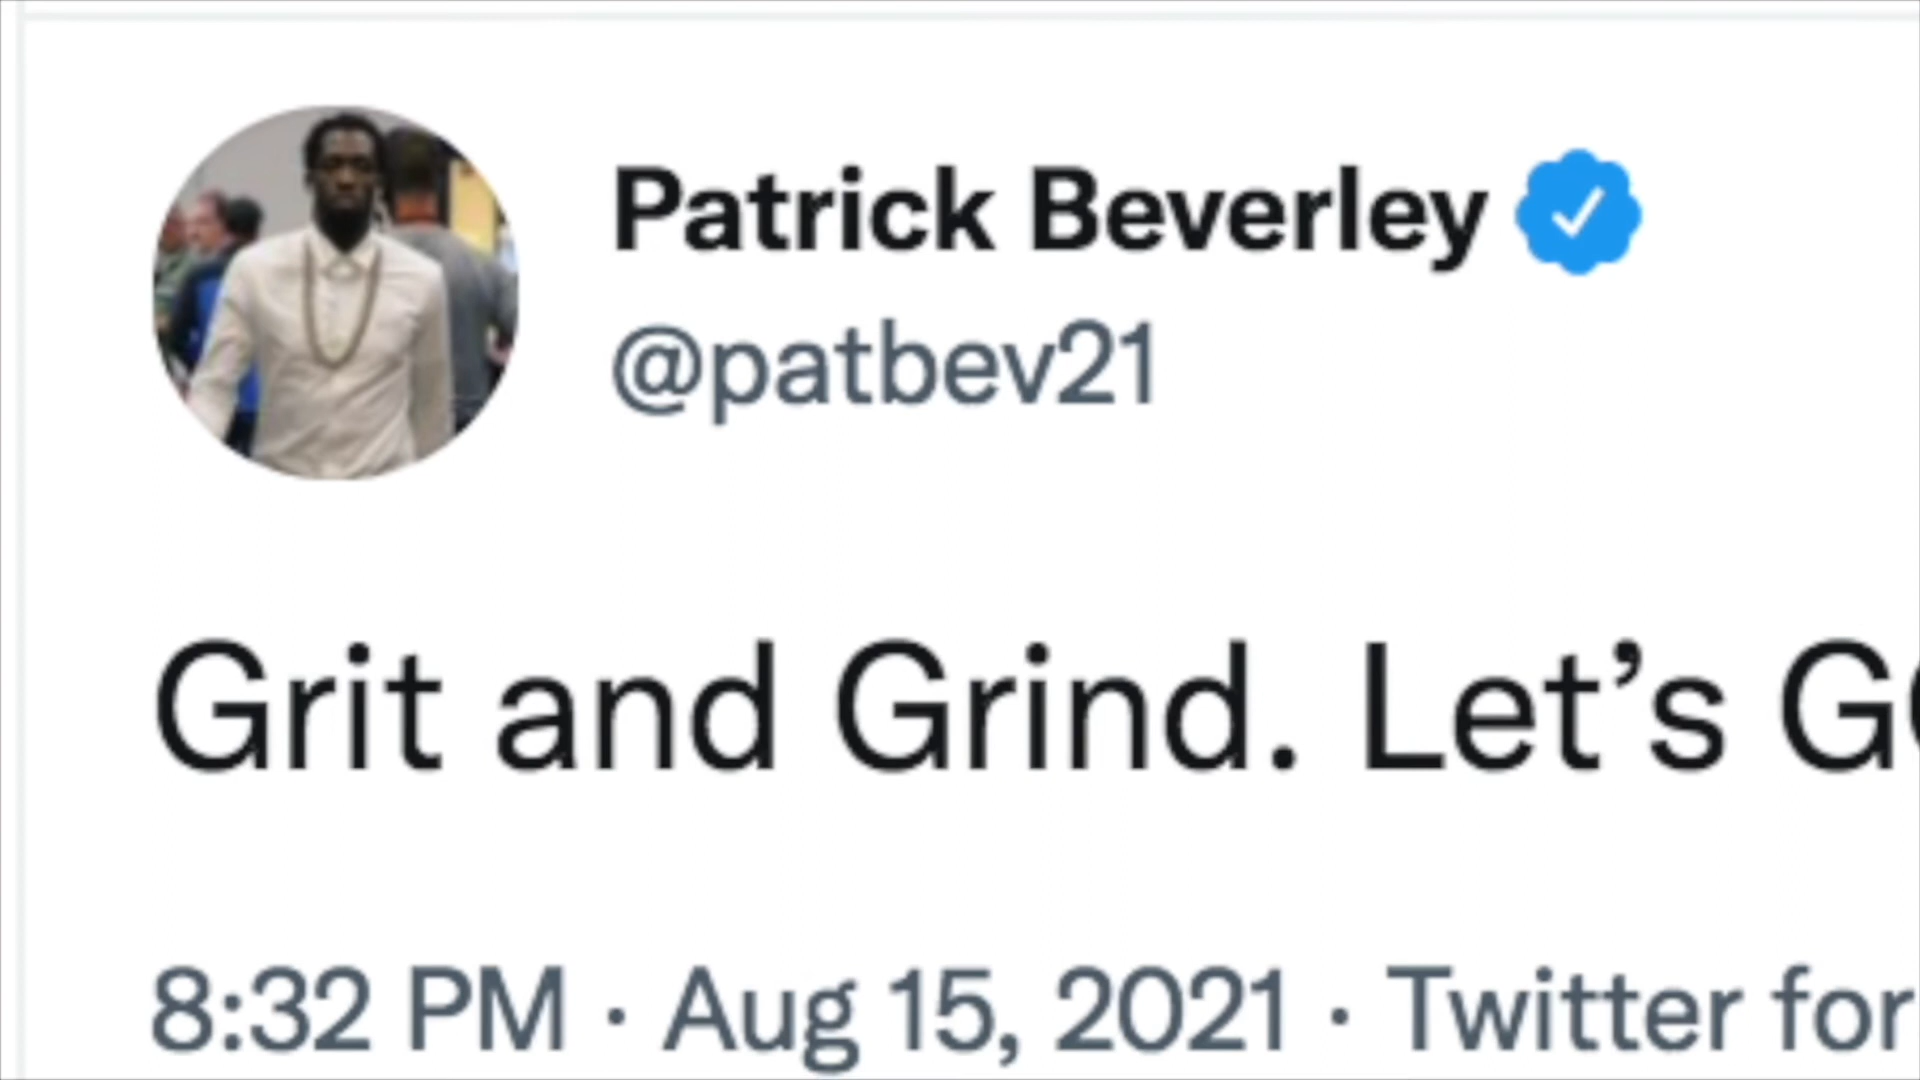 Patrick Beverley
@patbev21
Grit and Grind. Let’s G
8:32 PM · Aug 15, 2021 · Twitter for